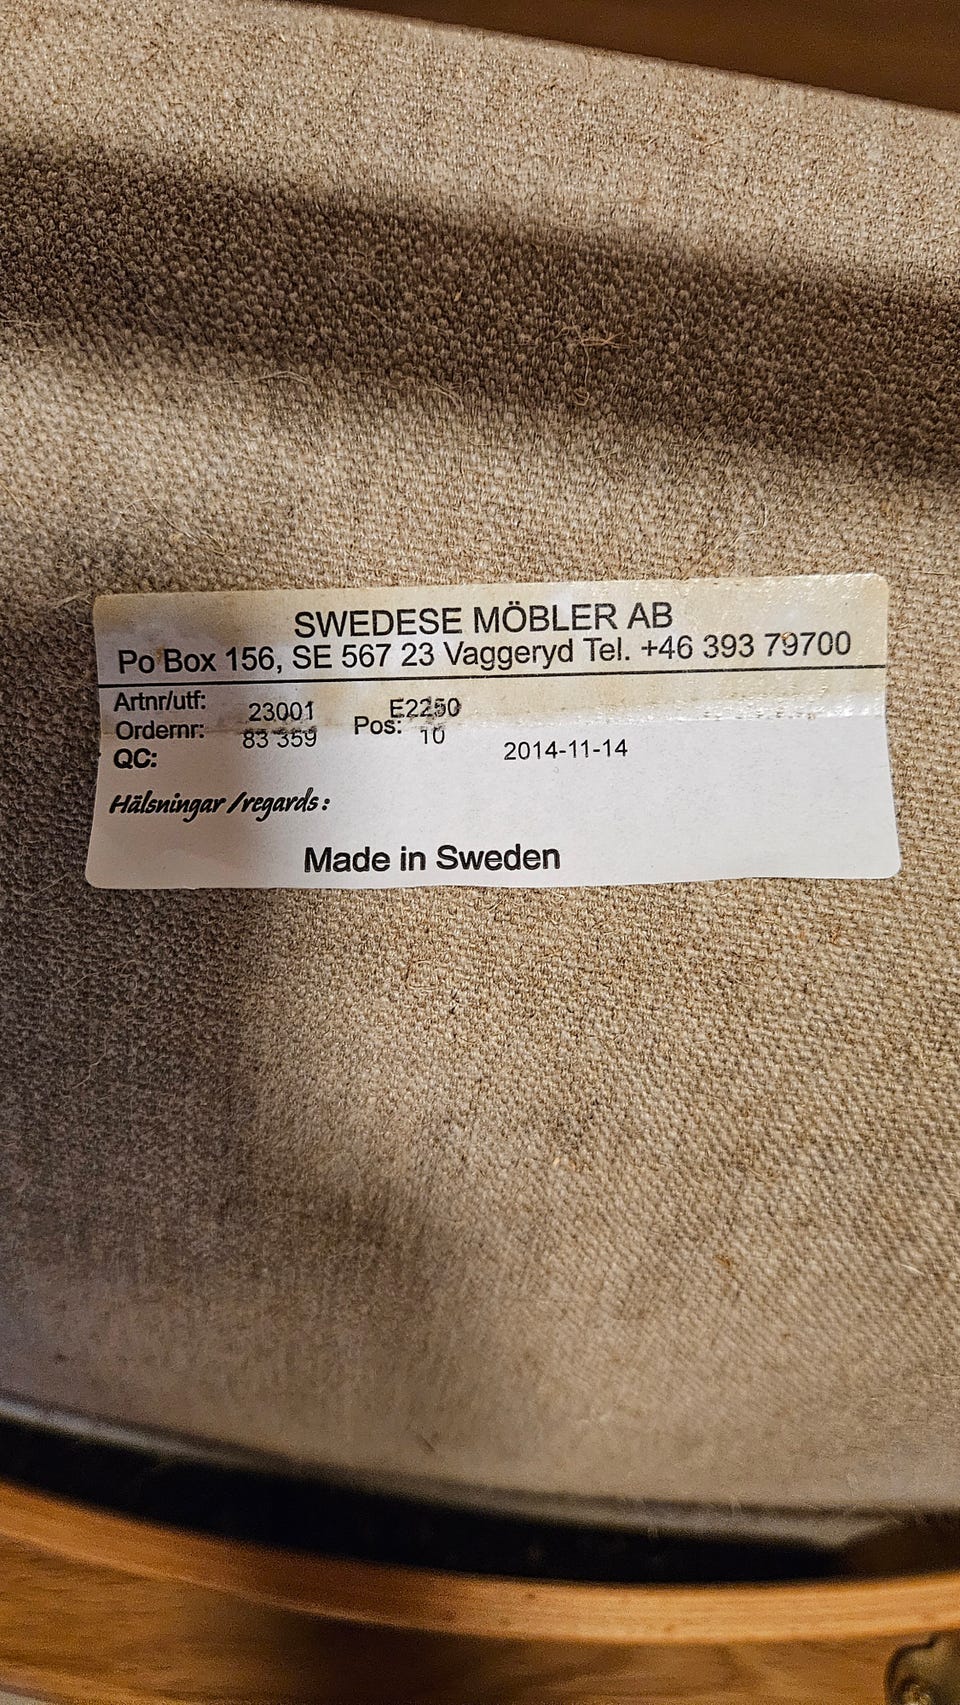 SWEDESE MÖBLER AB
Po Box 156, SE 567 23 Vaggeryd Tel. +46 393 79700
Artnr/utf: 23001 E2250
Ordernr: 83 359 Pos: 10
QC: 2014-11-14
Hälsningar /regards:
Made in Sweden